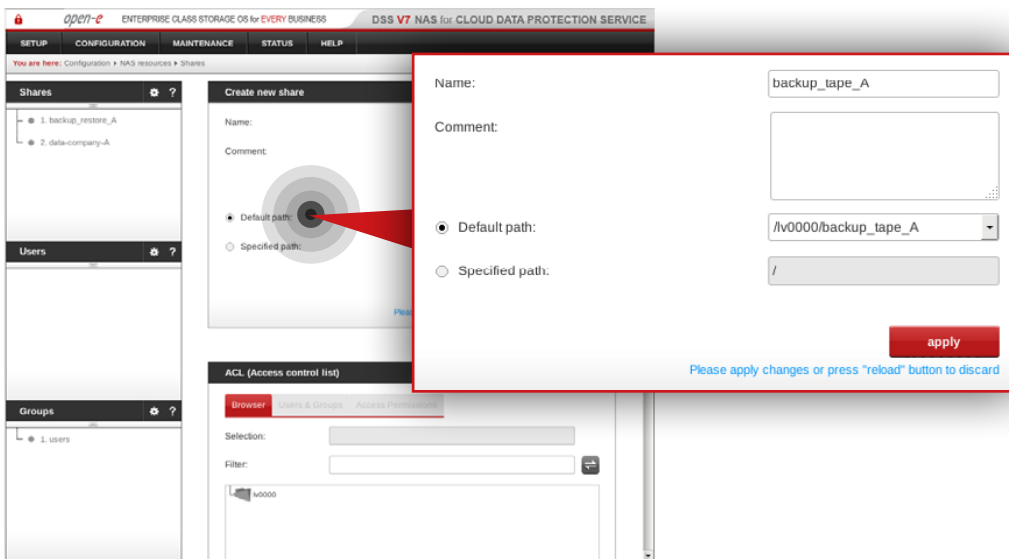 open-e ENTERPRISE CLASS STORAGE OS for EVERY BUSINESS DSS V7 NAS for CLOUD DATA PROTECTION SERVICE
SETUP CONFIGURATION MAINTENANCE STATUS HELP
You are here: Configuration ▸ NAS resources ▸ Shares
Shares ?
1. backup_restore_A
2. data-company-A
Users ?
Groups ?
1. users
Create new share
Name:
Comment:
Default path:
Specified path:
Plea
Name: backup_tape_A
Comment:
Default path: /lv0000/backup_tape_A
Specified path: /
apply
Please apply changes or press "reload" button to discard
ACL (Access control list)
Browser Users & Groups Access Permissions
Selection:
Filter:
lv0000